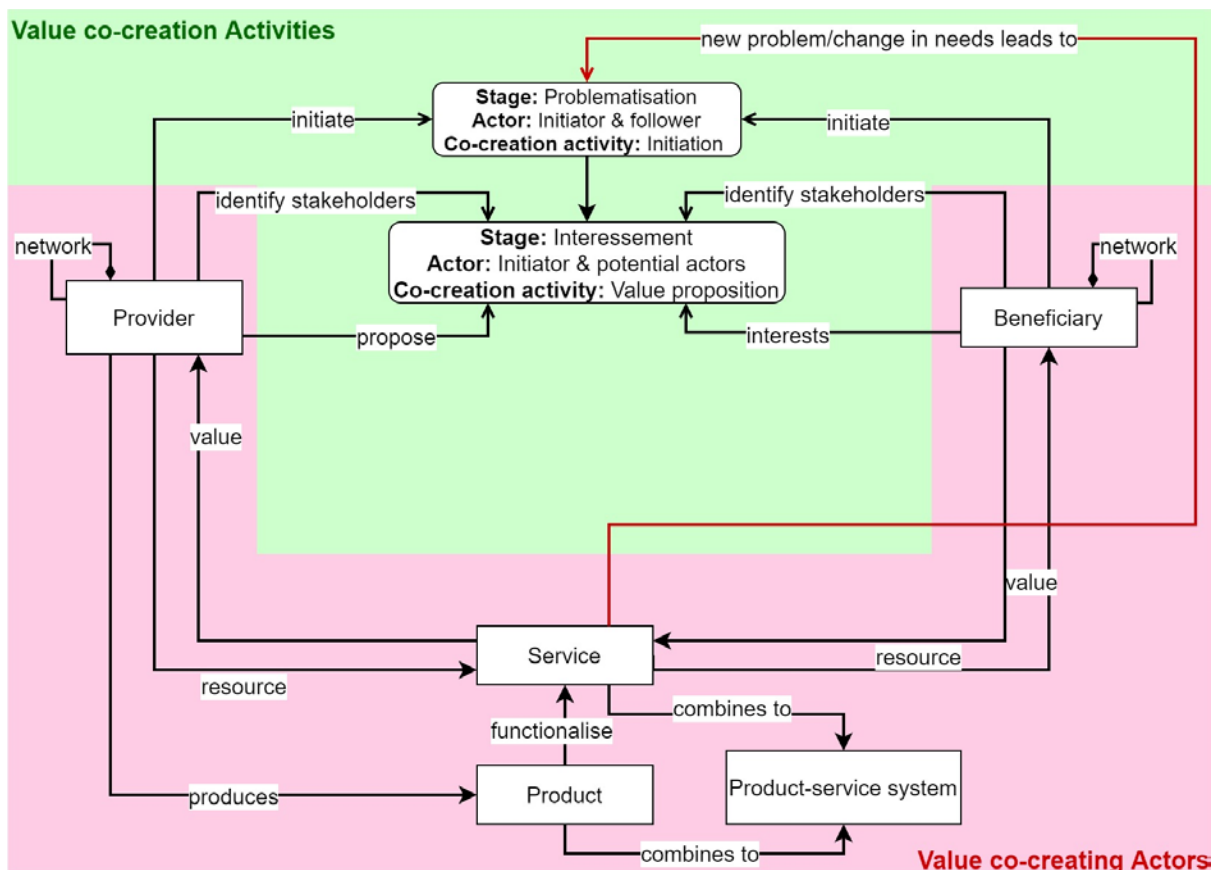 Value co-creation Activities
new problem/change in needs leads to
Stage: Problematisation
Actor: Initiator & follower
Co-creation activity: Initiation
initiate
initiate
identify stakeholders
identify stakeholders
Stage: Interessement
Actor: Initiator & potential actors
Co-creation activity: Value proposition
network
network
Provider
Beneficiary
propose
interests
value
value
Service
resource
resource
combines to
functionalise
Product
Product-service system
produces
combines to
Value co-creating Actors